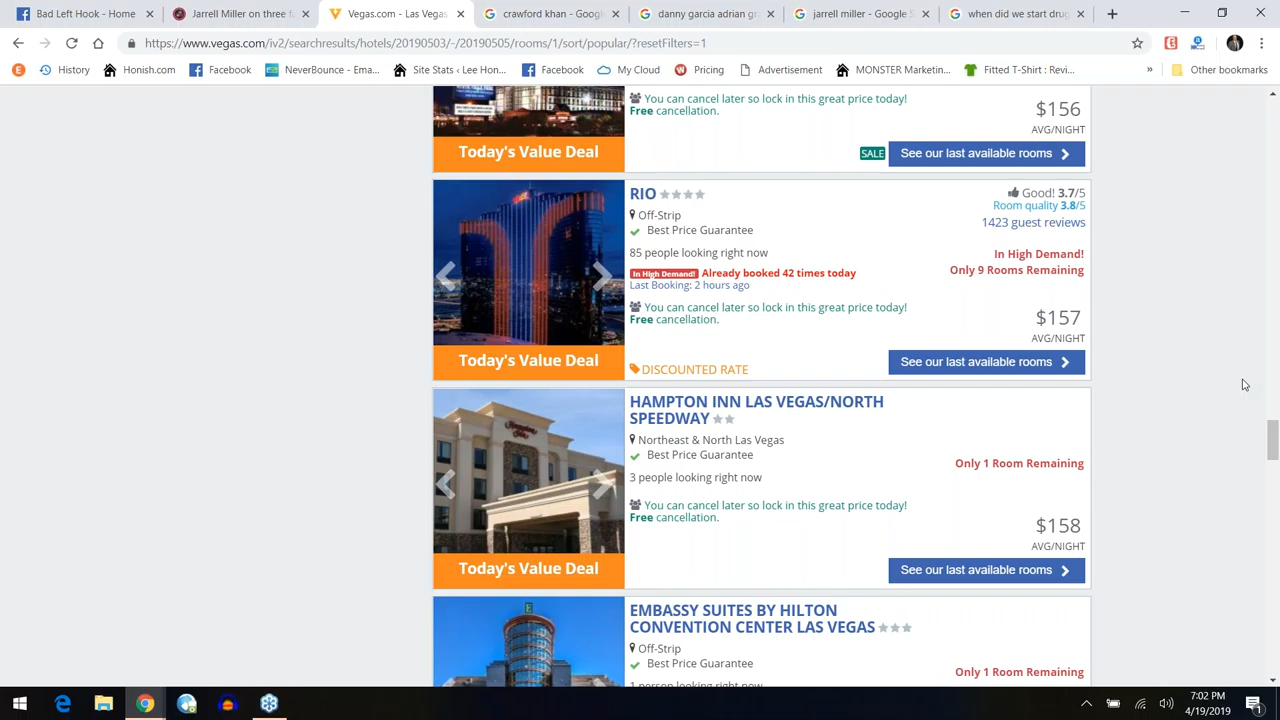 Bad Left Hook - Home
Jarrell Miller on three f
Vegas.com - Las Vegas
crawford khan - Google
danny garcia adrian gr
jarrell miller - Google S
when did we start drug
https://www.vegas.com/iv2/searchresults/hotels/20190503/-/20190505/rooms/1/sort/popular/?resetFilters=1
History
Honish.com
Facebook
NeverBounce - Ema...
Site Stats ‹ Lee Hon...
Facebook
My Cloud
Pricing
Advertisement
MONSTER Marketin...
Fitted T-Shirt : Revi...
»
Other bookmarks
You can cancel later so lock in this great price today!
Free cancellation.
$156
AVG/NIGHT
Today's Value Deal
SALE
See our last available rooms
RIO
Off-Strip
Best Price Guarantee
85 people looking right now
In High Demand! Already booked 42 times today
Last Booking: 2 hours ago
You can cancel later so lock in this great price today!
Free cancellation.
DISCOUNTED RATE
Good! 3.7/5
Room quality 3.8/5
1423 guest reviews
In High Demand!
Only 9 Rooms Remaining
$157
AVG/NIGHT
See our last available rooms
Today's Value Deal
HAMPTON INN LAS VEGAS/NORTH
SPEEDWAY
Northeast & North Las Vegas
Best Price Guarantee
3 people looking right now
You can cancel later so lock in this great price today!
Free cancellation.
Only 1 Room Remaining
$158
AVG/NIGHT
See our last available rooms
Today's Value Deal
EMBASSY SUITES BY HILTON
CONVENTION CENTER LAS VEGAS
Off-Strip
Best Price Guarantee
1 person looking right now
Only 1 Room Remaining
7:02 PM
4/19/2019